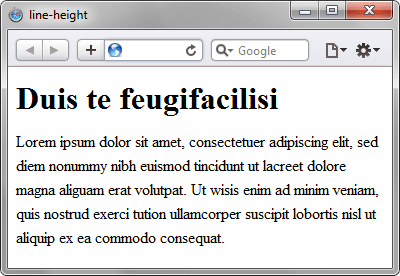 line-height
Google
Duis te feugifacilisi
Lorem ipsum dolor sit amet, consectetuer adipiscing elit, sed
diem nonummy nibh euismod tincidunt ut lacreet dolore
magna aliguam erat volutpat. Ut wisis enim ad minim veniam,
quis nostrud exerci tution ullamcorper suscipit lobortis nisl ut
aliquip ex ea commodo consequat.